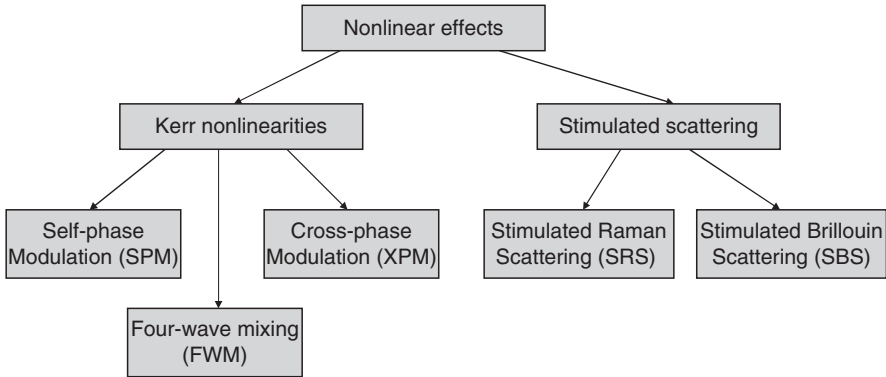 Nonlinear effects
Kerr nonlinearities
Stimulated scattering
Self-phase
Modulation (SPM)
Cross-phase
Modulation (XPM)
Stimulated Raman
Scattering (SRS)
Stimulated Brillouin
Scattering (SBS)
Four-wave mixing
(FWM)